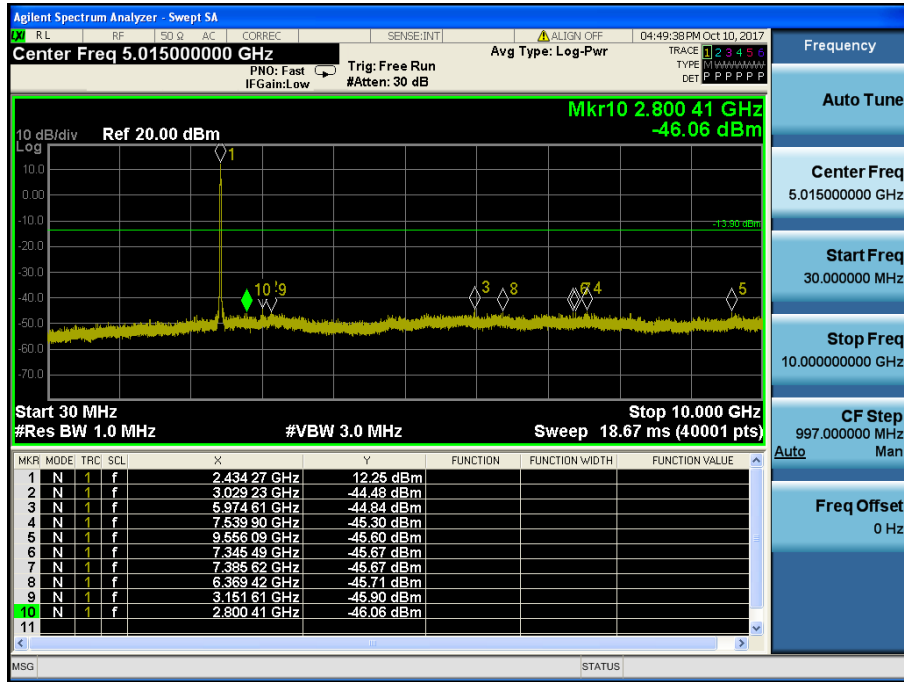 Agilent Spectrum Analyzer - Swept SA
LXI RL RF 50 Ω AC CORREC SENSE:INT ALIGN OFF 04:49:38 PM Oct 10, 2017
Center Freq 5.015000000 GHz
PNO: Fast
IFGain:Low
Trig: Free Run
#Atten: 30 dB
Avg Type: Log-Pwr
TRACE 1 2 3 4 5 6
TYPE M W W W W W
DET P P P P P P
Mkr10 2.800 41 GHz
-46.06 dBm
10 dB/div Ref 20.00 dBm
Log
10.0
0.00
-10.0
-20.0
-30.0
-40.0
-50.0
-60.0
-70.0
1
-13.90 dBm
10 9 3 8 4 5
Start 30 MHz Stop 10.000 GHz
#Res BW 1.0 MHz #VBW 3.0 MHz Sweep 18.67 ms (40001 pts)
MKR MODE TRC SCL X Y FUNCTION FUNCTION WIDTH FUNCTION VALUE
1 N 1 f 2.434 27 GHz 12.25 dBm
2 N 1 f 3.029 23 GHz -44.48 dBm
3 N 1 f 5.974 61 GHz -44.84 dBm
4 N 1 f 7.539 90 GHz -45.30 dBm
5 N 1 f 9.556 09 GHz -45.60 dBm
6 N 1 f 7.345 49 GHz -45.67 dBm
7 N 1 f 7.385 62 GHz -45.67 dBm
8 N 1 f 6.369 42 GHz -45.71 dBm
9 N 1 f 3.151 61 GHz -45.90 dBm
10 N 1 f 2.800 41 GHz -46.06 dBm
11
MSG STATUS
Frequency
Auto Tune
Center Freq
5.015000000 GHz
Start Freq
30.000000 MHz
Stop Freq
10.000000000 GHz
CF Step
997.000000 MHz
Auto Man
Freq Offset
0 Hz